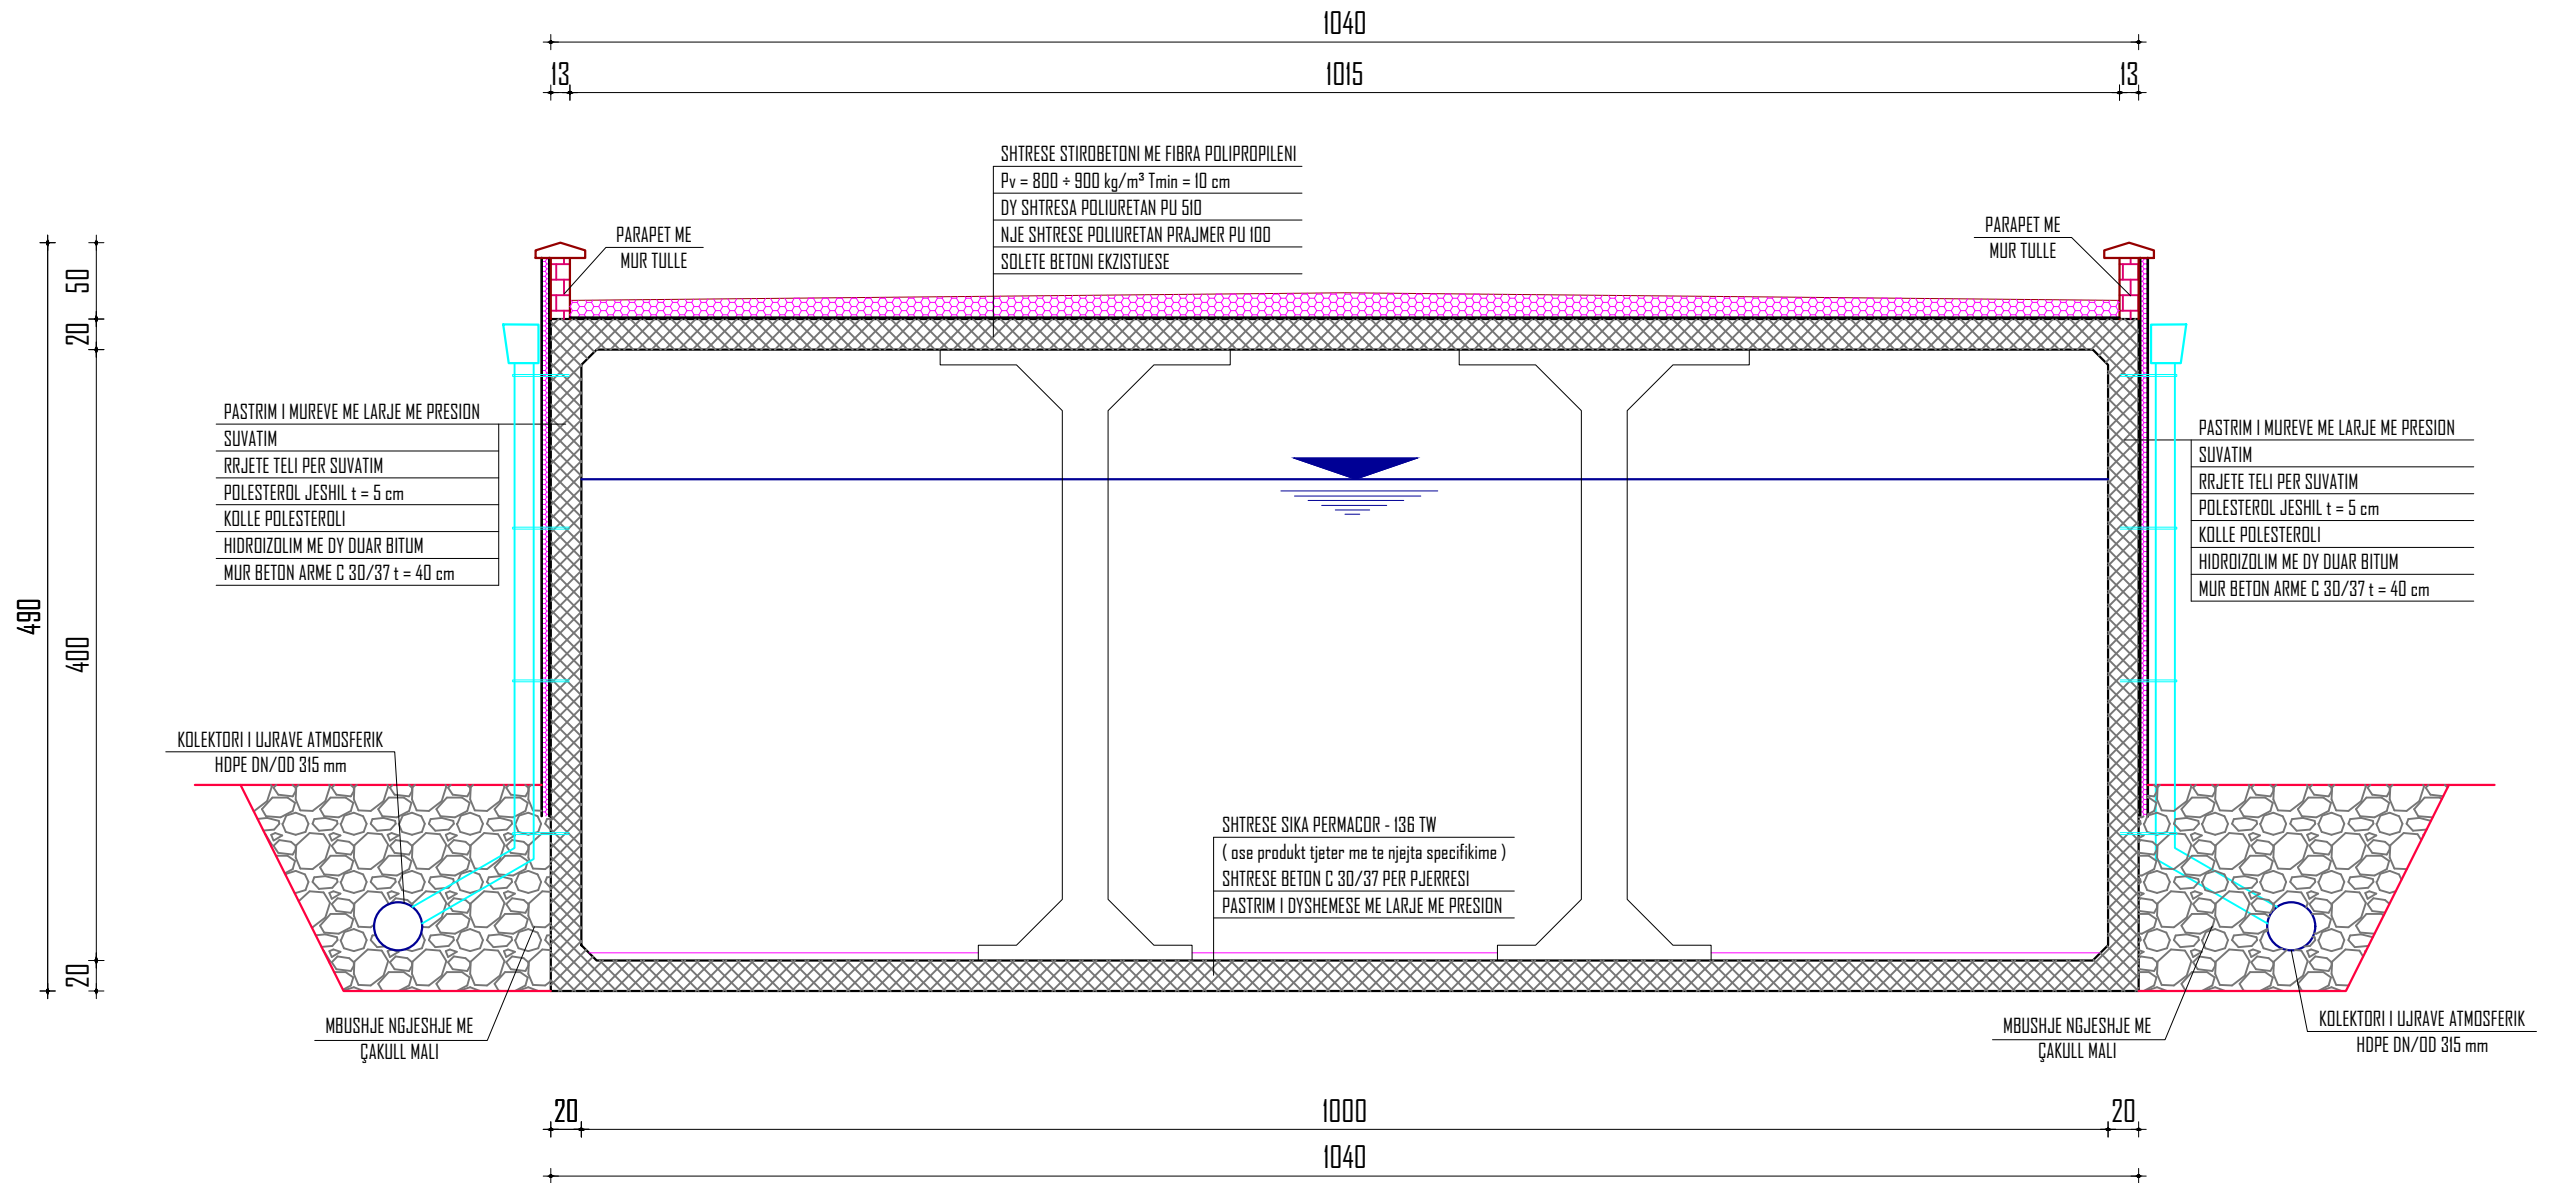 1040
13
1015
13
SHTRESE STIROBETONI ME FIBRA POLIPROPILENI
Pv = 800 ÷ 900 kg/m³ Tmin = 10 cm
DY SHTRESA POLIURETAN PU 510
NJE SHTRESE POLIURETAN PRAJMER PU 100
SOLETE BETONI EKZISTUESE
PARAPET ME
MUR TULLE
PARAPET ME
MUR TULLE
50
20
490
400
20
PASTRIM I MUREVE ME LARJE ME PRESION
SUVATIM
RRJETE TELI PER SUVATIM
POLESTEROL JESHIL t = 5 cm
KOLLE POLESTEROLI
HIDROIZOLIM ME DY DUAR BITUM
MUR BETON ARME C 30/37 t = 40 cm
PASTRIM I MUREVE ME LARJE ME PRESION
SUVATIM
RRJETE TELI PER SUVATIM
POLESTEROL JESHIL t = 5 cm
KOLLE POLESTEROLI
HIDROIZOLIM ME DY DUAR BITUM
MUR BETON ARME C 30/37 t = 40 cm
KOLEKTORI I UJRAVE ATMOSFERIK
HDPE DN/OD 315 mm
SHTRESE SIKA PERMACOR - 136 TW
( ose produkt tjeter me te njejta specifikime )
SHTRESE BETON C 30/37 PER PJERRESI
PASTRIM I DYSHEMESE ME LARJE ME PRESION
MBUSHJE NGJESHJE ME
ÇAKULL MALI
MBUSHJE NGJESHJE ME
ÇAKULL MALI
KOLEKTORI I UJRAVE ATMOSFERIK
HDPE DN/OD 315 mm
20
1000
20
1040